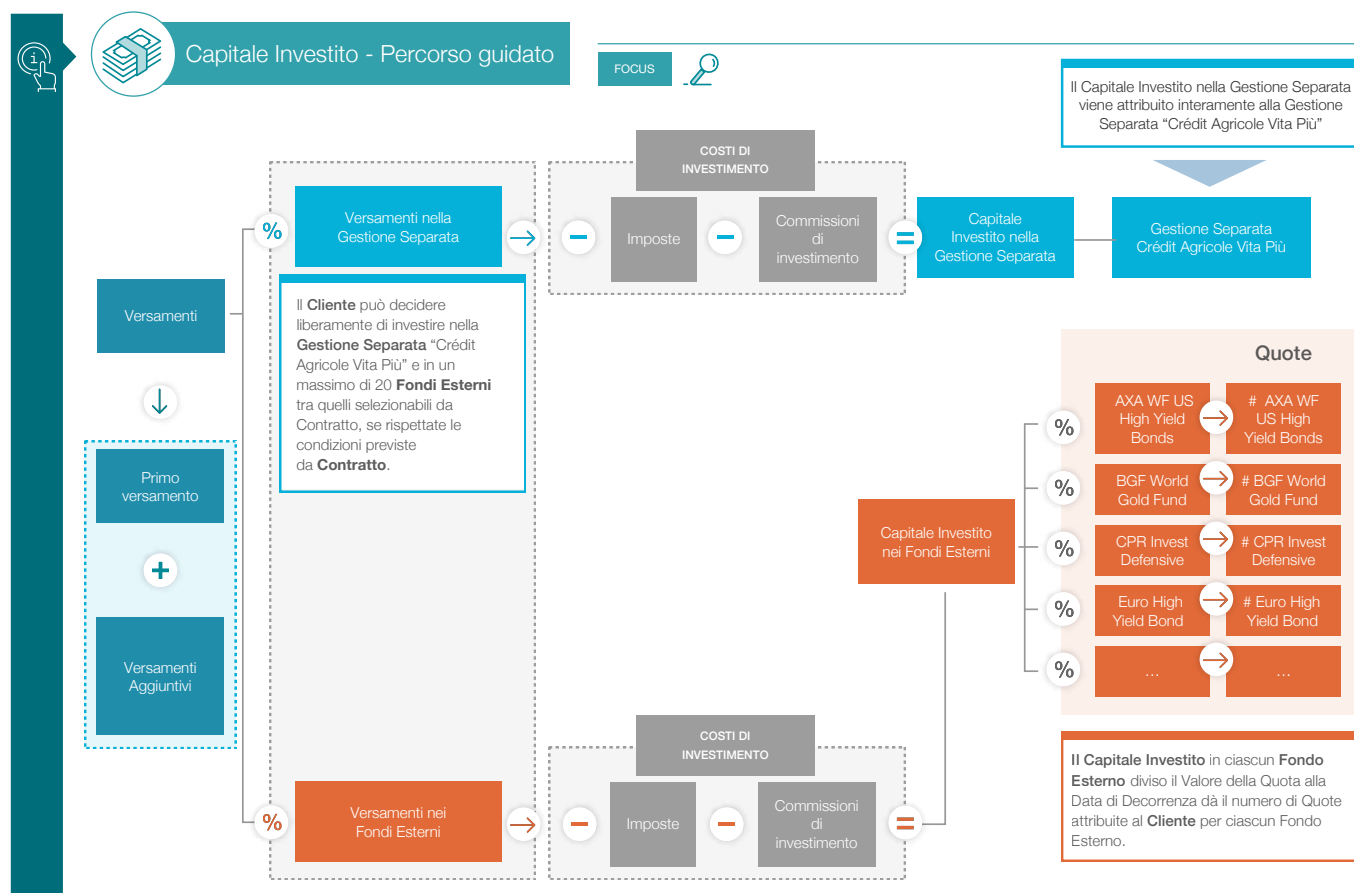 Capitale Investito - Percorso guidato
FOCUS
Il Capitale Investito nella Gestione Separata
viene attribuito interamente alla Gestione
Separata “Crédit Agricole Vita Più”
COSTI DI
INVESTIMENTO
%
Versamenti nella
Gestione Separata
→
−
Imposte
−
Commissioni
di
investimento
=
Capitale
Investito nella
Gestione Separata
Gestione Separata
Crédit Agricole Vita Più
Versamenti
Il Cliente può decidere
liberamente di investire nella
Gestione Separata “Crédit
Agricole Vita Più” e in un
massimo di 20 Fondi Esterni
tra quelli selezionabili da
Contratto, se rispettate le
condizioni previste
da Contratto.
Primo
versamento
+
Versamenti
Aggiuntivi
Capitale Investito
nei Fondi Esterni
Quote
%
AXA WF US
High Yield
Bonds
→
# AXA WF
US High
Yield Bonds
%
BGF World
Gold Fund
→
# BGF World
Gold Fund
%
CPR Invest
Defensive
→
# CPR Invest
Defensive
%
Euro High
Yield Bond
→
# Euro High
Yield Bond
%
...
→
...
COSTI DI
INVESTIMENTO
%
Versamenti nei
Fondi Esterni
→
−
Imposte
−
Commissioni
di
investimento
=
Il Capitale Investito in ciascun Fondo
Esterno diviso il Valore della Quota alla
Data di Decorrenza dà il numero di Quote
attribuite al Cliente per ciascun Fondo
Esterno.